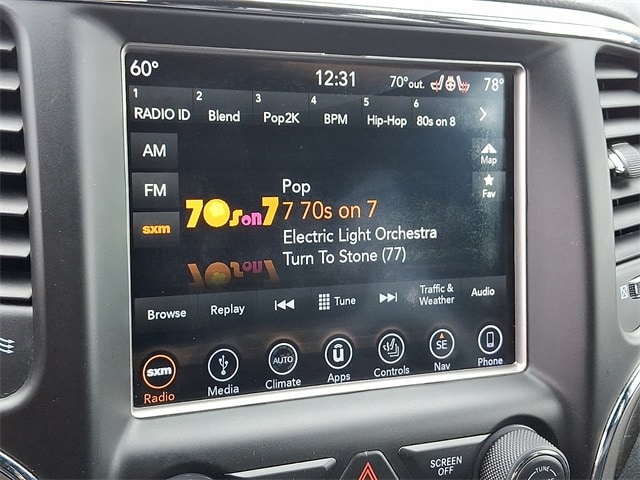 60° 12:31 70°out. 78°
1 2 3 4 5 6
RADIO ID Blend Pop2K BPM Hip-Hop 80s on 8
AM
Map
FM
Fav
sxm
70s on 7
Pop
7 70s on 7
Electric Light Orchestra
Turn To Stone (77)
Browse Replay Tune Traffic & Weather Audio
sxm AUTO u SE
Radio Media Climate Apps Controls Nav Phone
SCREEN OFF
TUNE